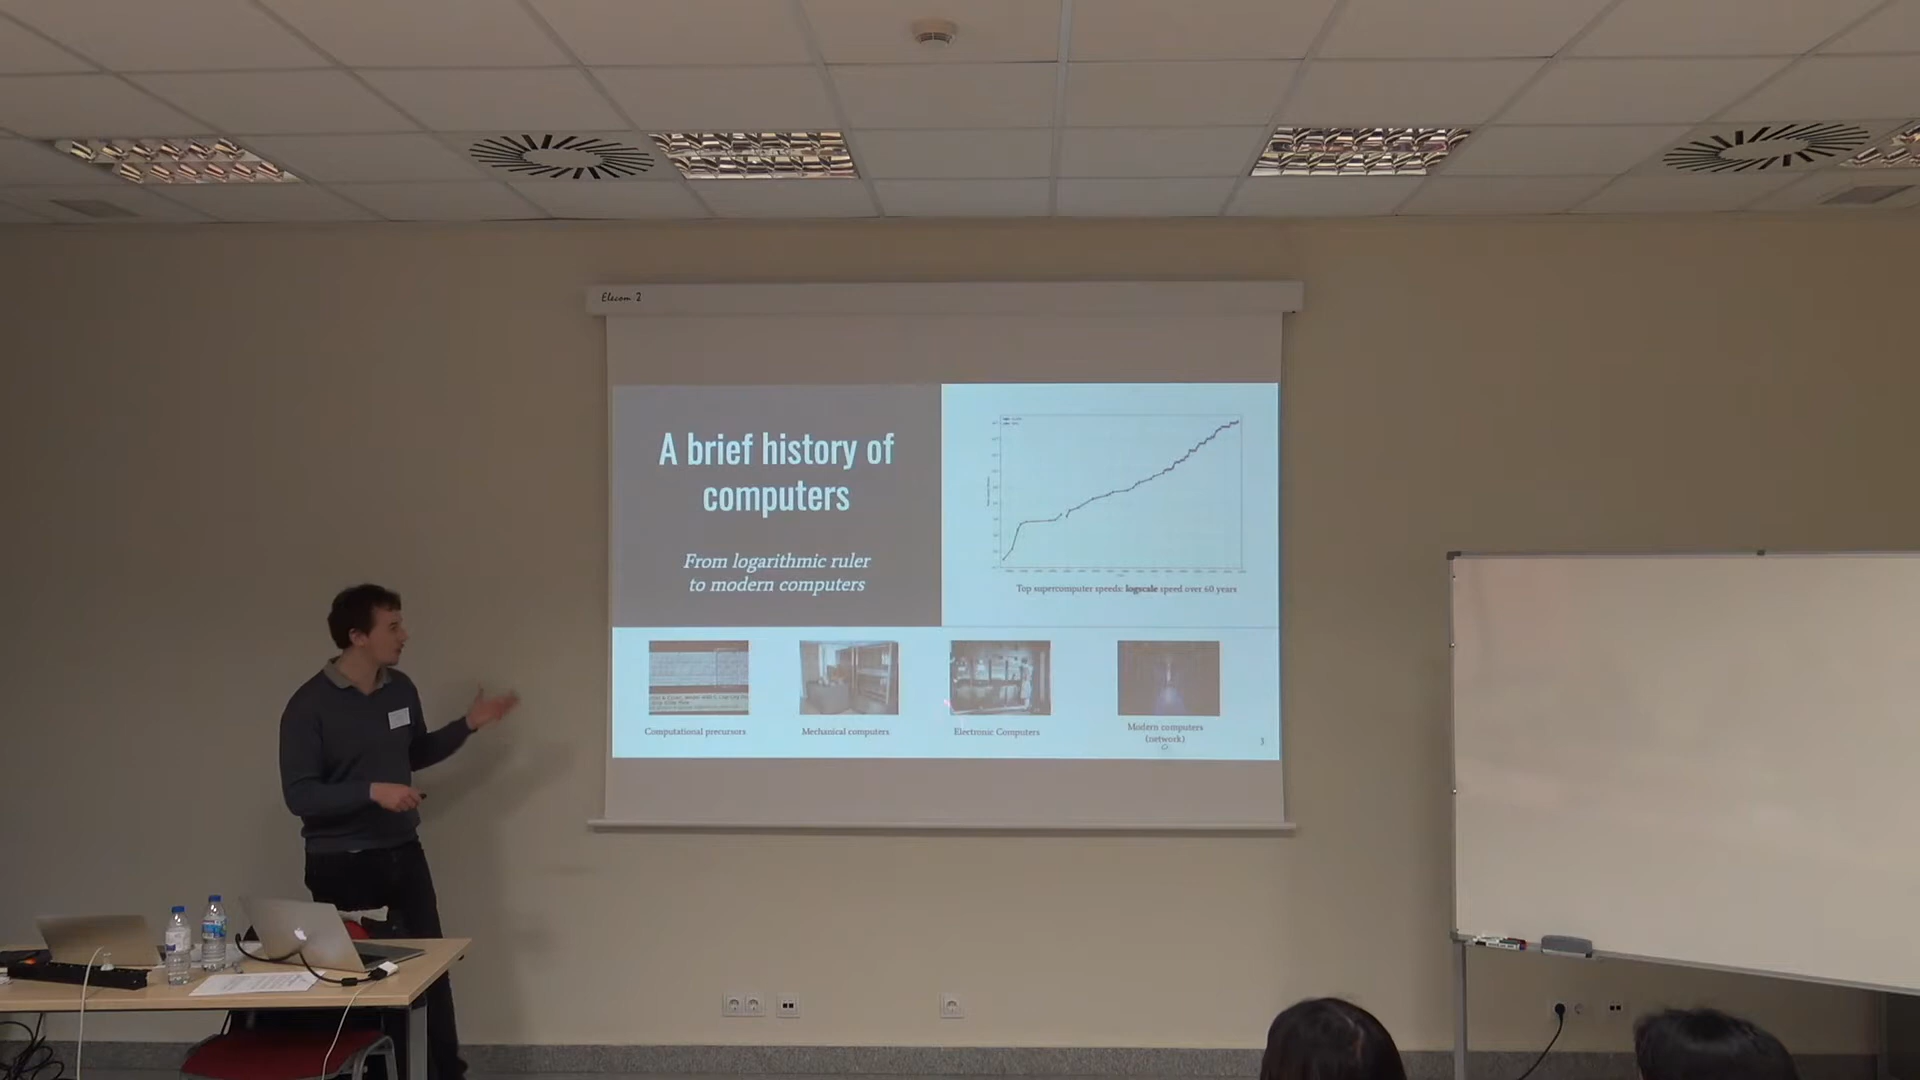 Elecom 2
A brief history of
computers
From logarithmic ruler
to modern computers
Top supercomputer speeds: logscale speed over 60 years
Computational precursors
Mechanical computers
Electronic Computers
Modern computers
(network)
3